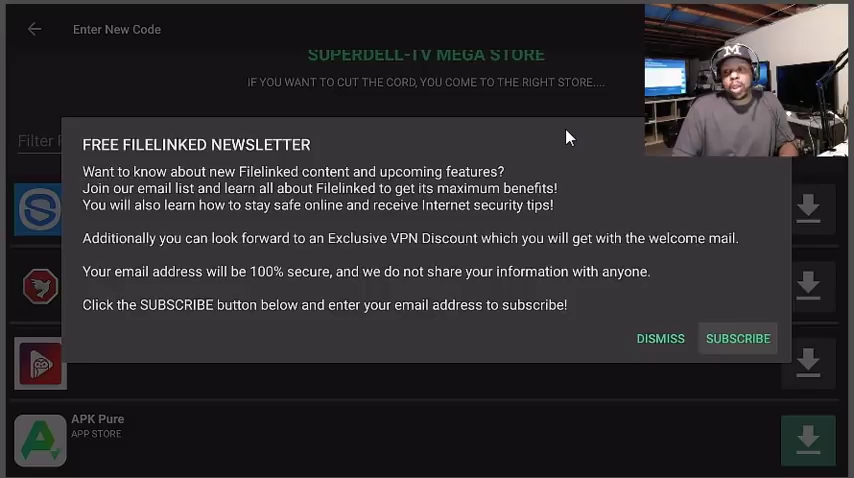 Enter New Code
SUPERDELL-TV MEGA STORE
IF YOU WANT TO CUT THE CORD, YOU COME TO THE RIGHT STORE....
Filter
FREE FILELINKED NEWSLETTER
Want to know about new Filelinked content and upcoming features?
Join our email list and learn all about Filelinked to get its maximum benefits!
You will also learn how to stay safe online and receive Internet security tips!
Additionally you can look forward to an Exclusive VPN Discount which you will get with the welcome mail.
Your email address will be 100% secure, and we do not share your information with anyone.
Click the SUBSCRIBE button below and enter your email address to subscribe!
DISMISS
SUBSCRIBE
APK Pure
APP STORE
M